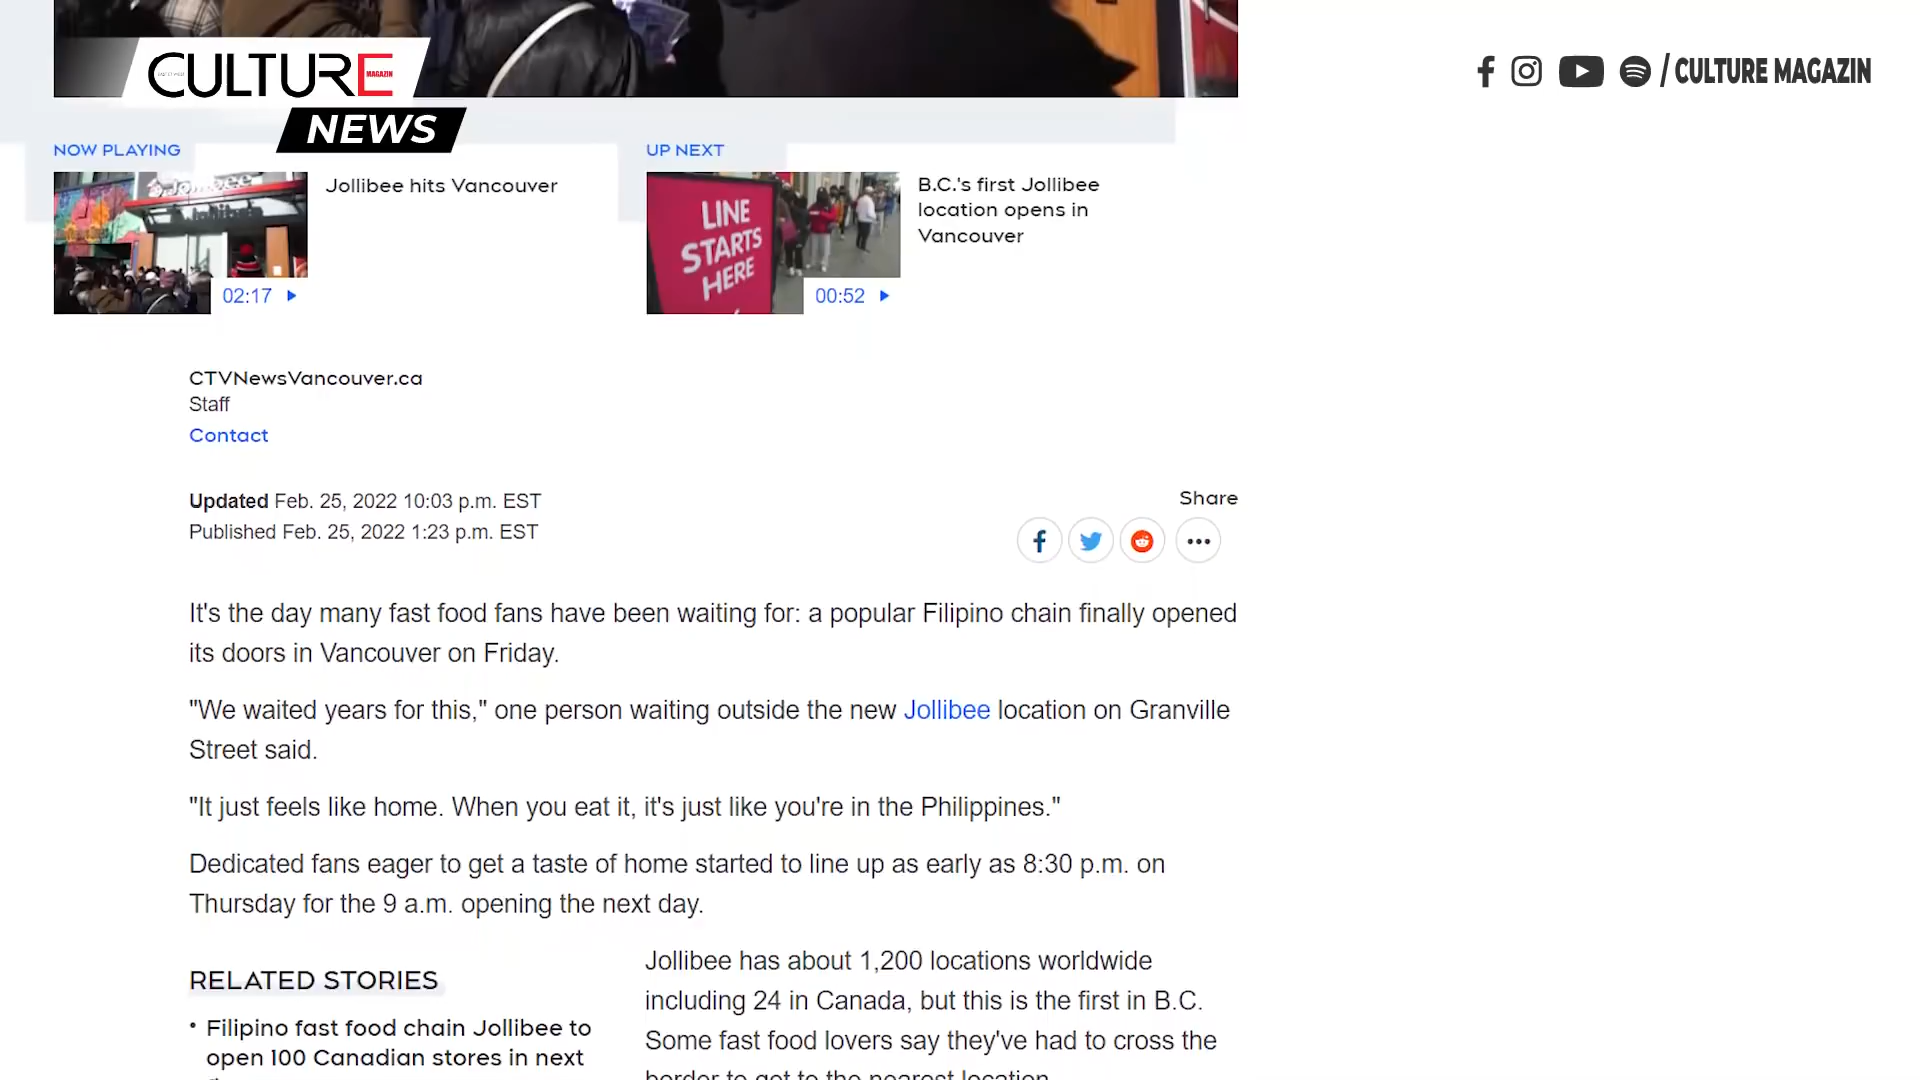 CULTURE
MAGAZIN
NEWS
/ CULTURE MAGAZIN
NOW PLAYING
Jollibee hits Vancouver
02:17
UP NEXT
LINE
STARTS
HERE
B.C.'s first Jollibee
location opens in
Vancouver
00:52
CTVNewsVancouver.ca
Staff
Contact
Updated Feb. 25, 2022 10:03 p.m. EST
Published Feb. 25, 2022 1:23 p.m. EST
Share
It's the day many fast food fans have been waiting for: a popular Filipino chain finally opened
its doors in Vancouver on Friday.
"We waited years for this," one person waiting outside the new Jollibee location on Granville
Street said.
"It just feels like home. When you eat it, it's just like you're in the Philippines."
Dedicated fans eager to get a taste of home started to line up as early as 8:30 p.m. on
Thursday for the 9 a.m. opening the next day.
RELATED STORIES
• Filipino fast food chain Jollibee to
open 100 Canadian stores in next
Jollibee has about 1,200 locations worldwide
including 24 in Canada, but this is the first in B.C.
Some fast food lovers say they've had to cross the
border to get to the nearest location.